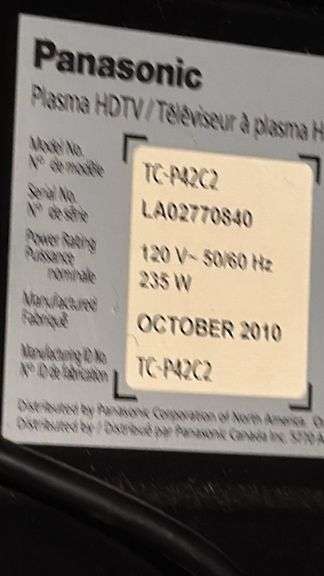 Panasonic
Plasma HDTV / Téléviseur à plasma H
Model No.
N° de modèle
TC-P42C2
Serial No.
N° de série
LA02770840
Power Rating
Puissance
nominale
120 V~ 50/60 Hz
235 W
Manufactured
Fabriqué
OCTOBER 2010
Manufacturing ID No.
N° ID de fabrication
TC-P42C2
Distributed by Panasonic Corporation of North America.
Distributed by / Distribué par Panasonic Canada Inc. 5770 A